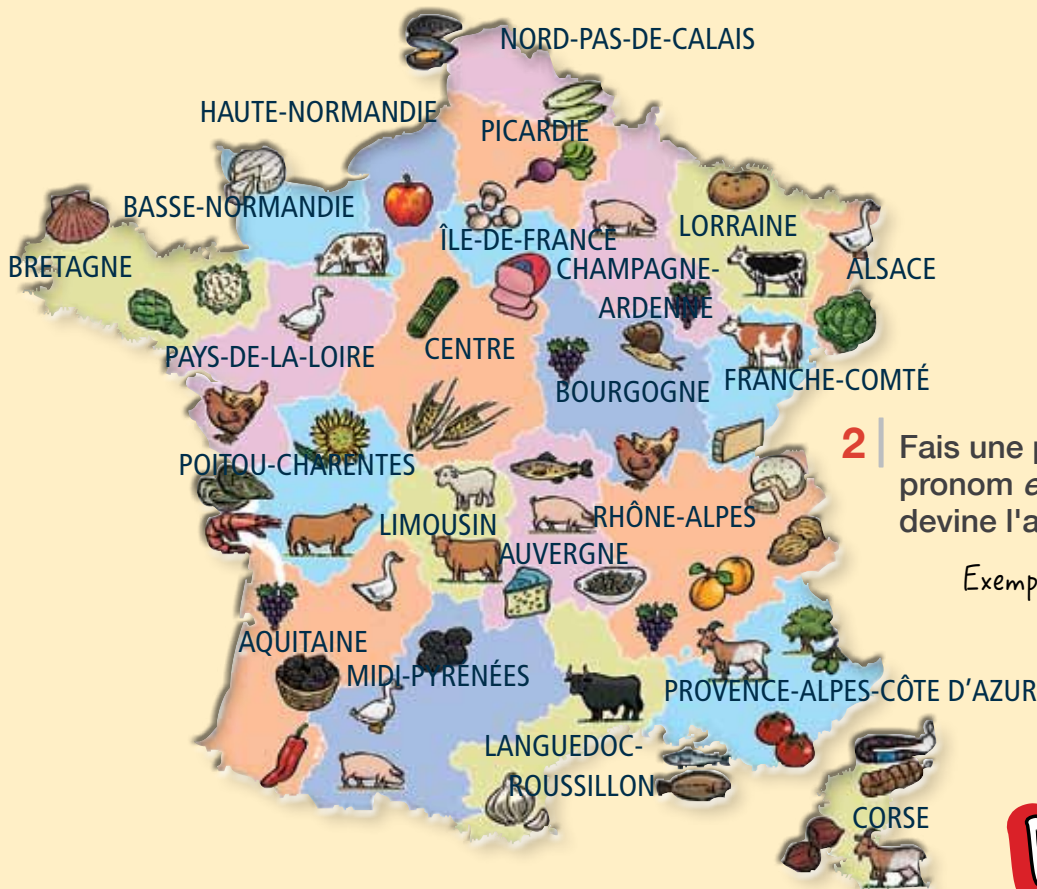 NORD-PAS-DE-CALAIS
HAUTE-NORMANDIE
PICARDIE
BASSE-NORMANDIE
ÎLE-DE-FRANCE
LORRAINE
BRETAGNE
CHAMPAGNE-
ARDENNE
ALSACE
PAYS-DE-LA-LOIRE
CENTRE
BOURGOGNE
FRANCHE-COMTÉ
POITOU-CHARENTES
LIMOUSIN
RHÔNE-ALPES
AUVERGNE
AQUITAINE
MIDI-PYRENÉES
PROVENCE-ALPES-CÔTE D'AZUR
LANGUEDOC-
ROUSSILLON
CORSE
2 Fais une
pronom
devine